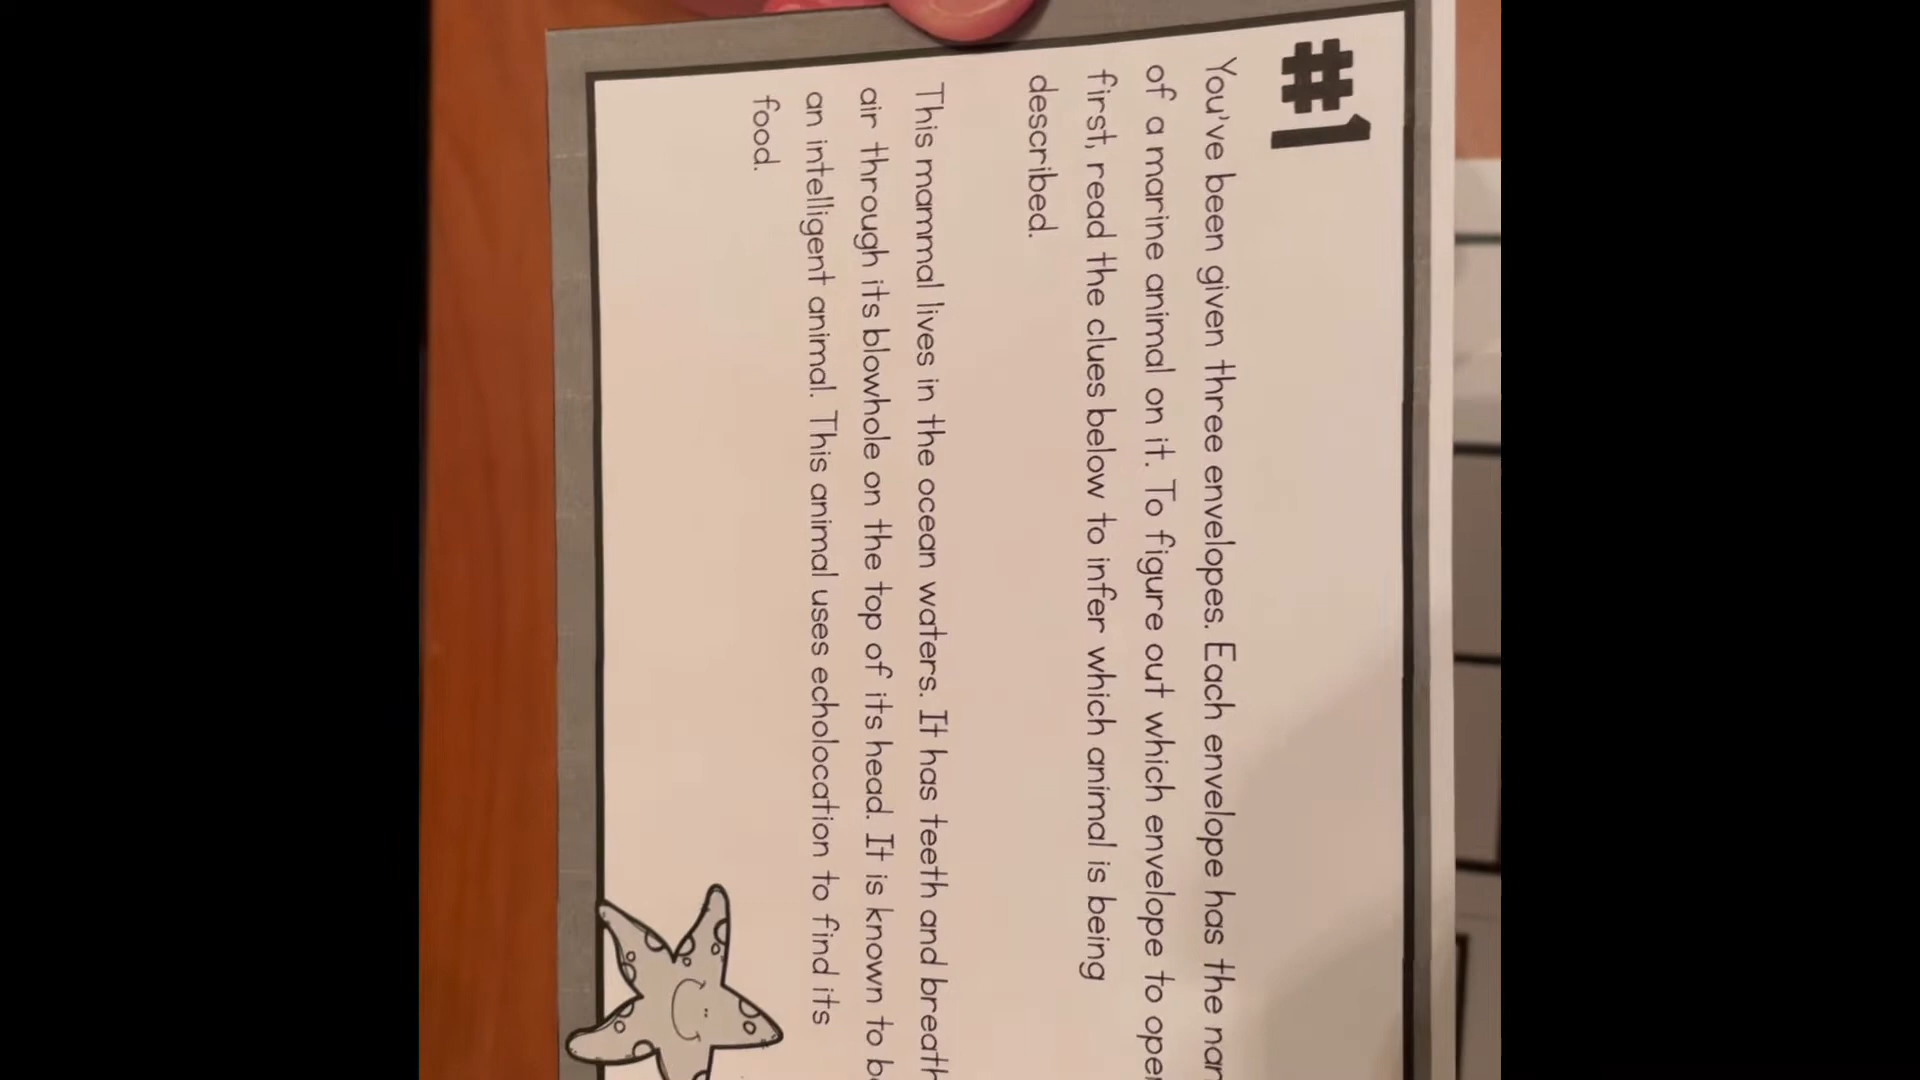 #1
You've been given three envelopes. Each envelope has the
of a marine animal on it. To figure out which envelope to
first, read the clues below to infer which animal is being
described.
This mammal lives in the ocean waters. It has teeth and
air through its blowhole on the top of its head. It is known to
an intelligent animal. This animal uses echolocation to find its
food.